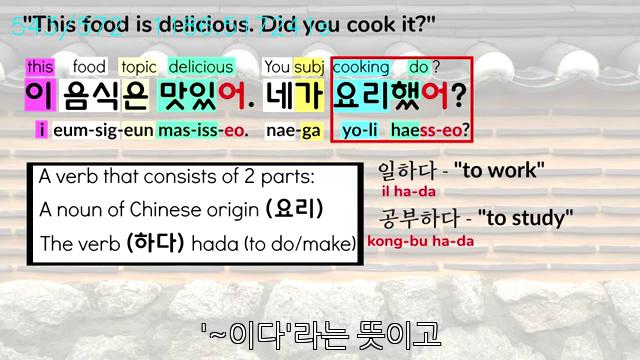 "This food is delicious. Did you cook it?"
this food topic delicious You subj cooking do ?
이 음식은 맛있어. 네가 요리했어?
i eum-sig-eun mas-iss-eo. nae-ga yo-li haess-eo?
A verb that consists of 2 parts:
A noun of Chinese origin (요리)
The verb (하다) hada (to do/make)
일하다 - "to work"
il ha-da
공부하다 - "to study"
kong-bu ha-da
'~이다'라는 뜻이고